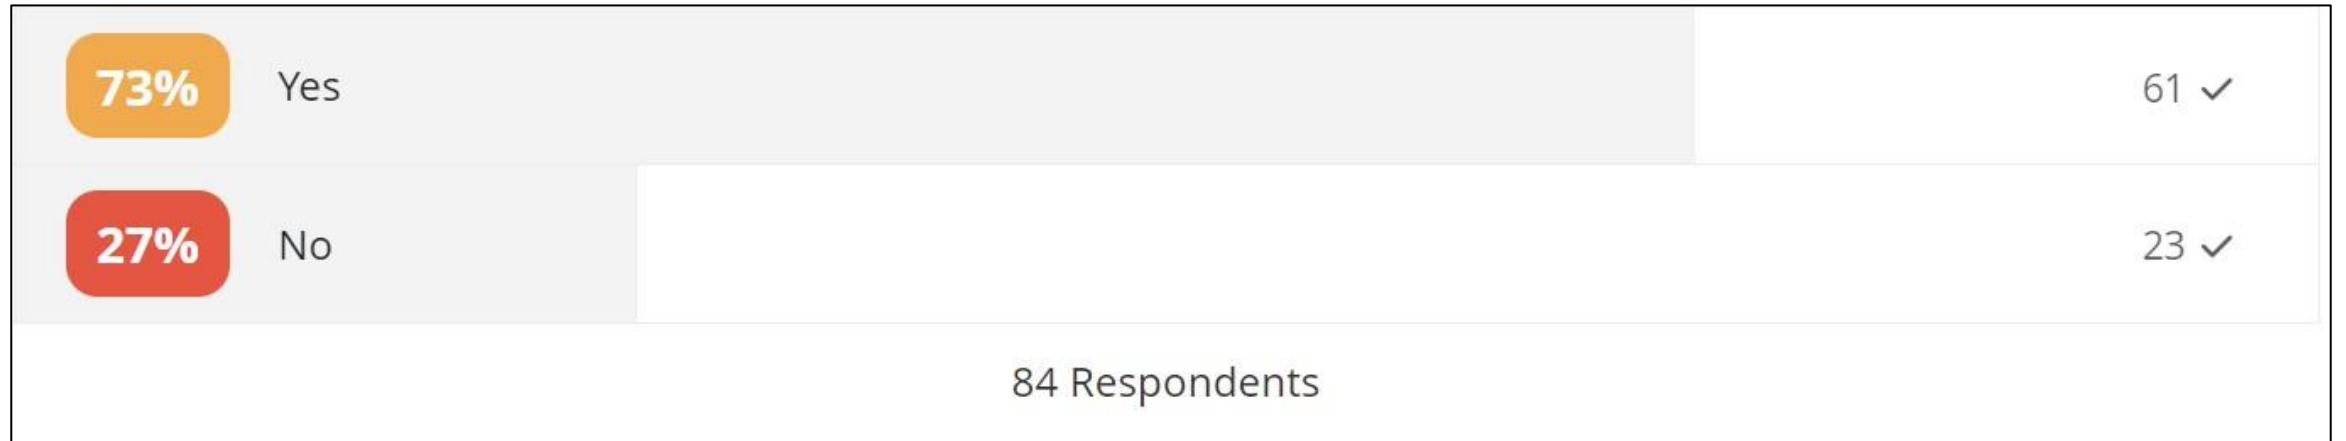 73% Yes 61 ✓
27% No 23 ✓
84 Respondents